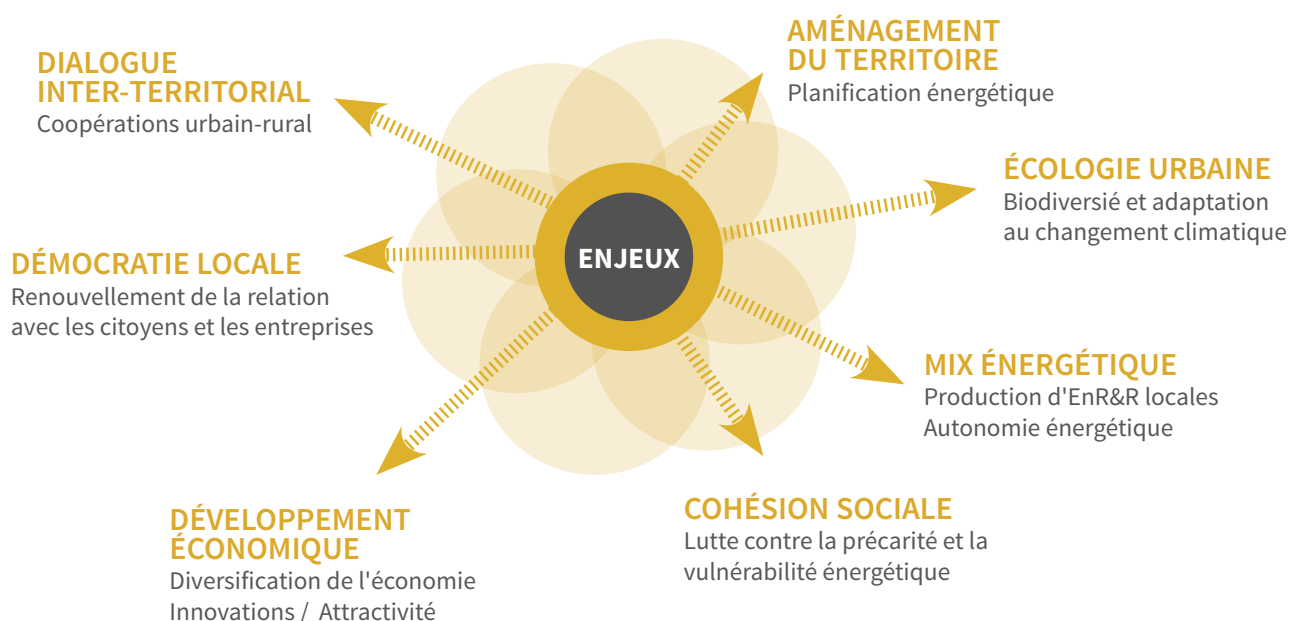 DIALOGUE
INTER-TERRITORIAL
Coopérations urbain-rural
AMÉNAGEMENT
DU TERRITOIRE
Planification énergétique
ÉCOLOGIE URBAINE
Biodiversié et adaptation
au changement climatique
ENJEUX
DÉMOCRATIE LOCALE
Renouvellement de la relation
avec les citoyens et les entreprises
MIX ÉNERGÉTIQUE
Production d'EnR&R locales
Autonomie énergétique
DÉVELOPPEMENT
ÉCONOMIQUE
Diversification de l'économie
Innovations /  Attractivité
COHÉSION SOCIALE
Lutte contre la précarité et la
vulnérabilité énergétique